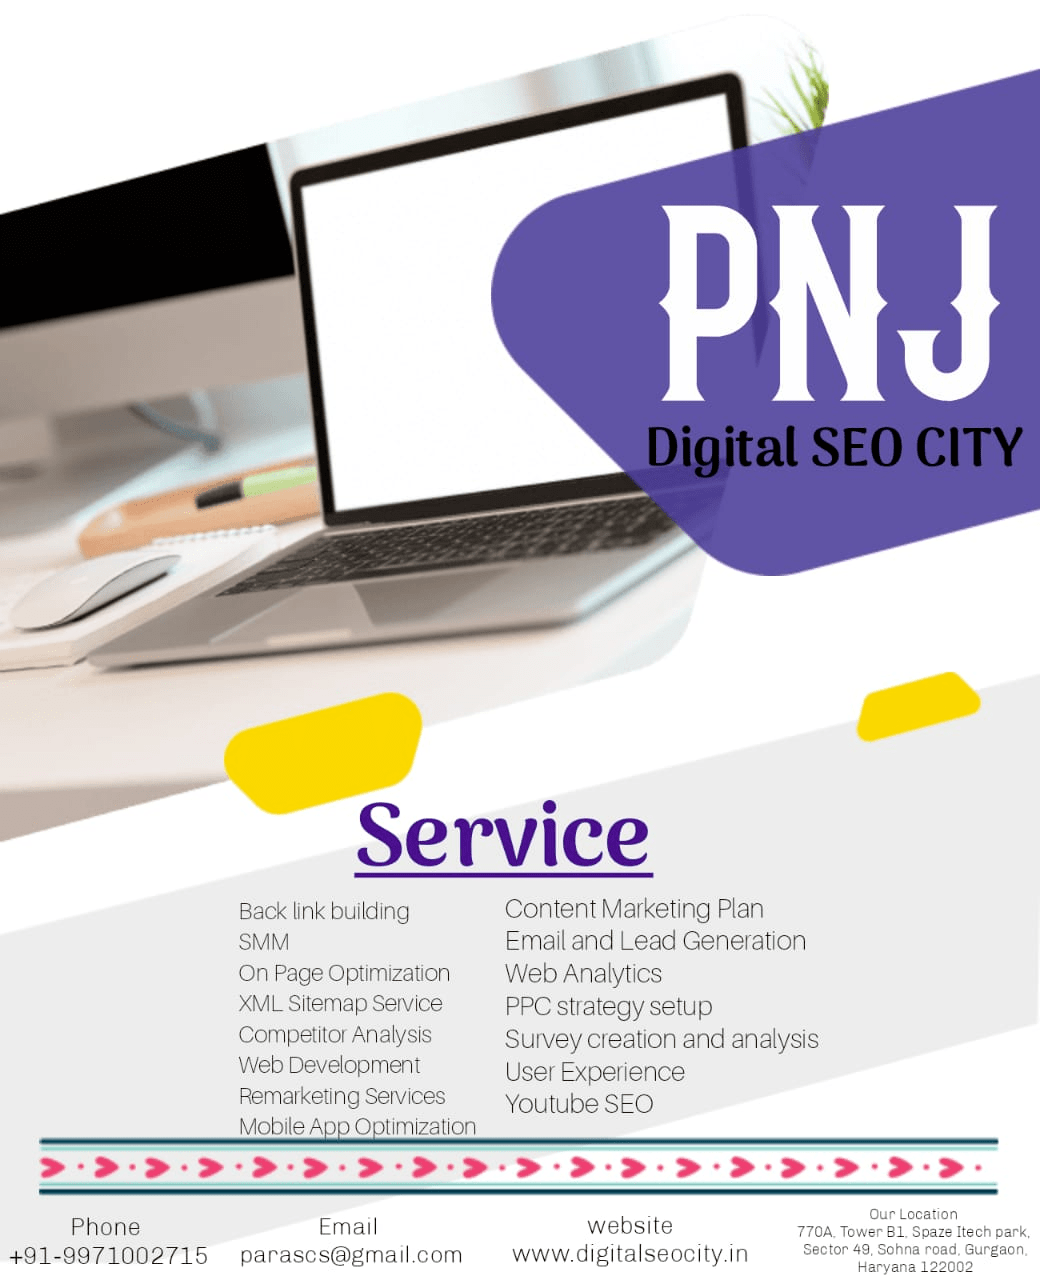 PNJ
Digital SEO CITY
Service
Back link building
SMM
On Page Optimization
XML Sitemap Service
Competitor Analysis
Web Development
Remarketing Services
Mobile App Optimization
Content Marketing Plan
Email and Lead Generation
Web Analytics
PPC strategy setup
Survey creation and analysis
User Experience
Youtube SEO
Phone
+91-9971002715
Email
parascs@gmail.com
website
www.digitalseocity.in
Our Location
770A, Tower B1, Spaze Itech park,
Sector 49, Sohna road, Gurgaon,
Haryana 122002